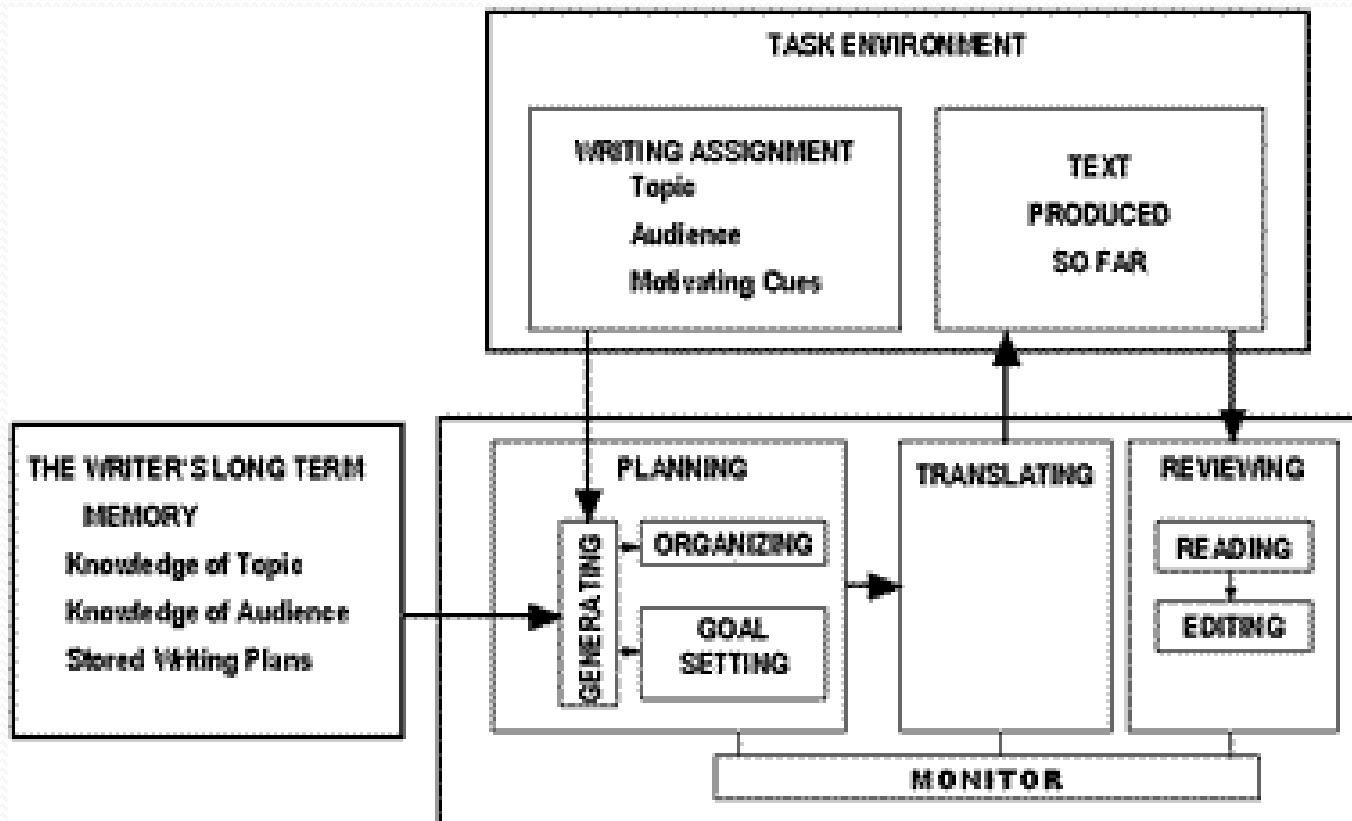 TASK ENVIRONMENT
WRITING ASSIGNMENT
Topic
Audience
Motivating Cues
TEXT
PRODUCED
SO FAR
THE WRITER'S LONG TERM
MEMORY
Knowledge of Topic
Knowledge of Audience
Stored Writing Plans
PLANNING
GENERATING
ORGANIZING
GOAL
SETTING
TRANSLATING
REVIEWING
READING
EDITING
MONITOR